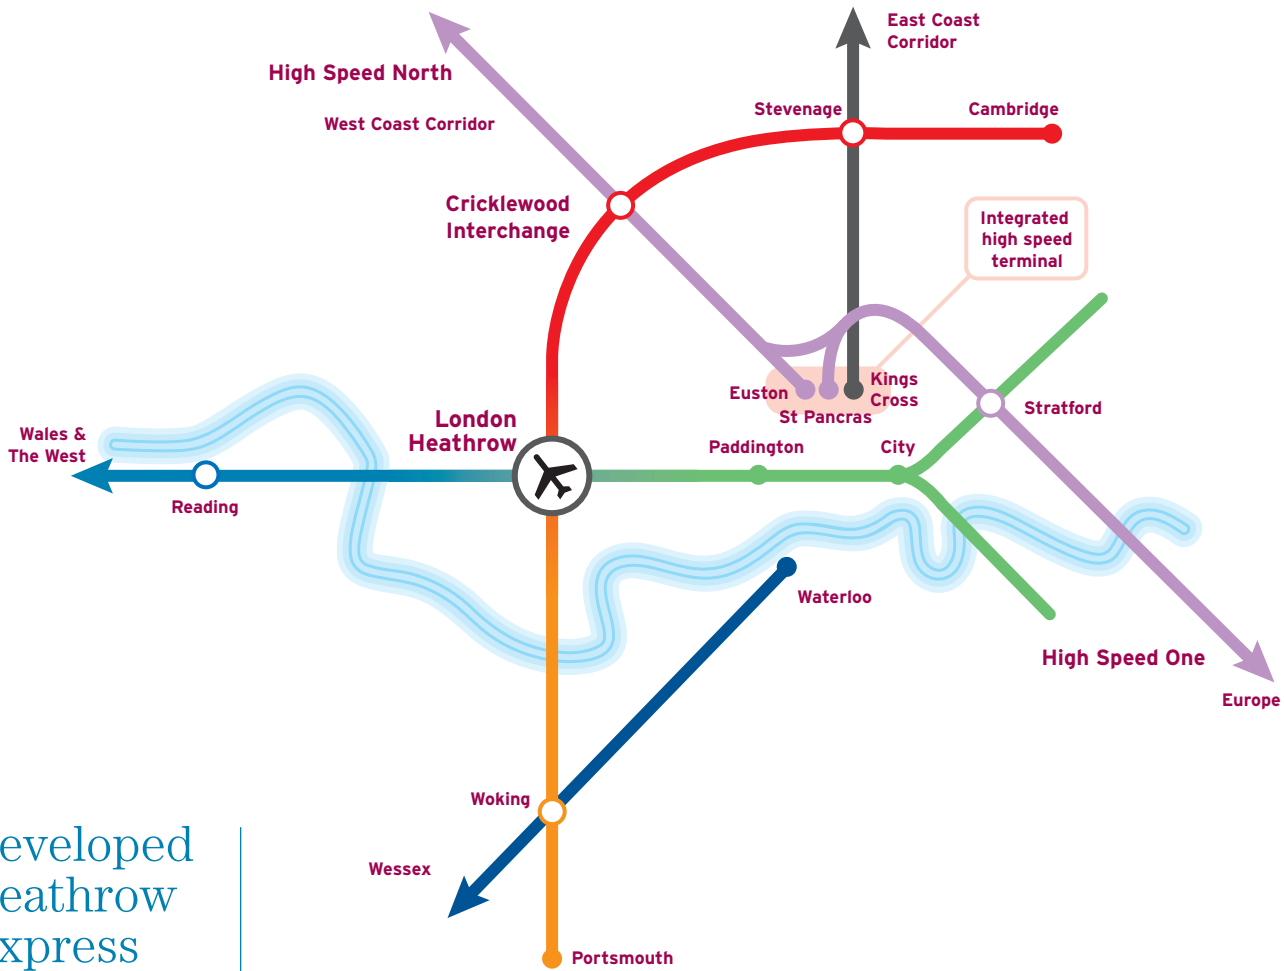 East Coast
Corridor
High Speed North
West Coast Corridor
Stevenage
Cambridge
Cricklewood
Interchange
Integrated
high speed
terminal
Euston
Kings
Cross
St Pancras
Stratford
London
Heathrow
Wales &
The West
Reading
Paddington
City
Waterloo
High Speed One
Europe
Woking
Wessex
Portsmouth
eveloped
eathrow
xpress